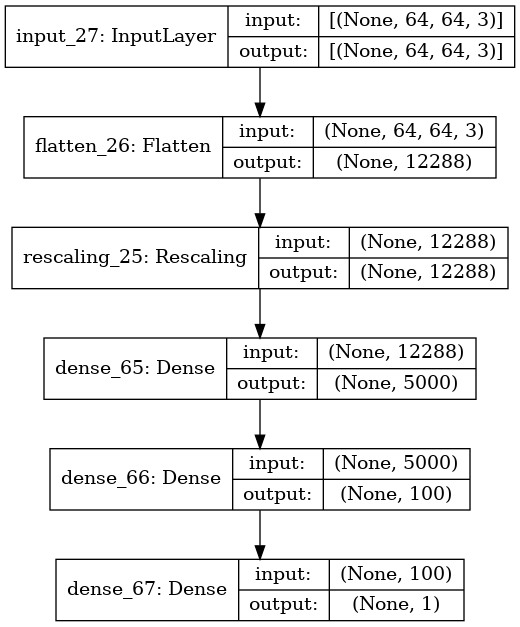 input_27: InputLayer
input: [(None, 64, 64, 3)]
output: [(None, 64, 64, 3)]
flatten_26: Flatten
input: (None, 64, 64, 3)
output: (None, 12288)
rescaling_25: Rescaling
input: (None, 12288)
output: (None, 12288)
dense_65: Dense
input: (None, 12288)
output: (None, 5000)
dense_66: Dense
input: (None, 5000)
output: (None, 100)
dense_67: Dense
input: (None, 100)
output: (None, 1)